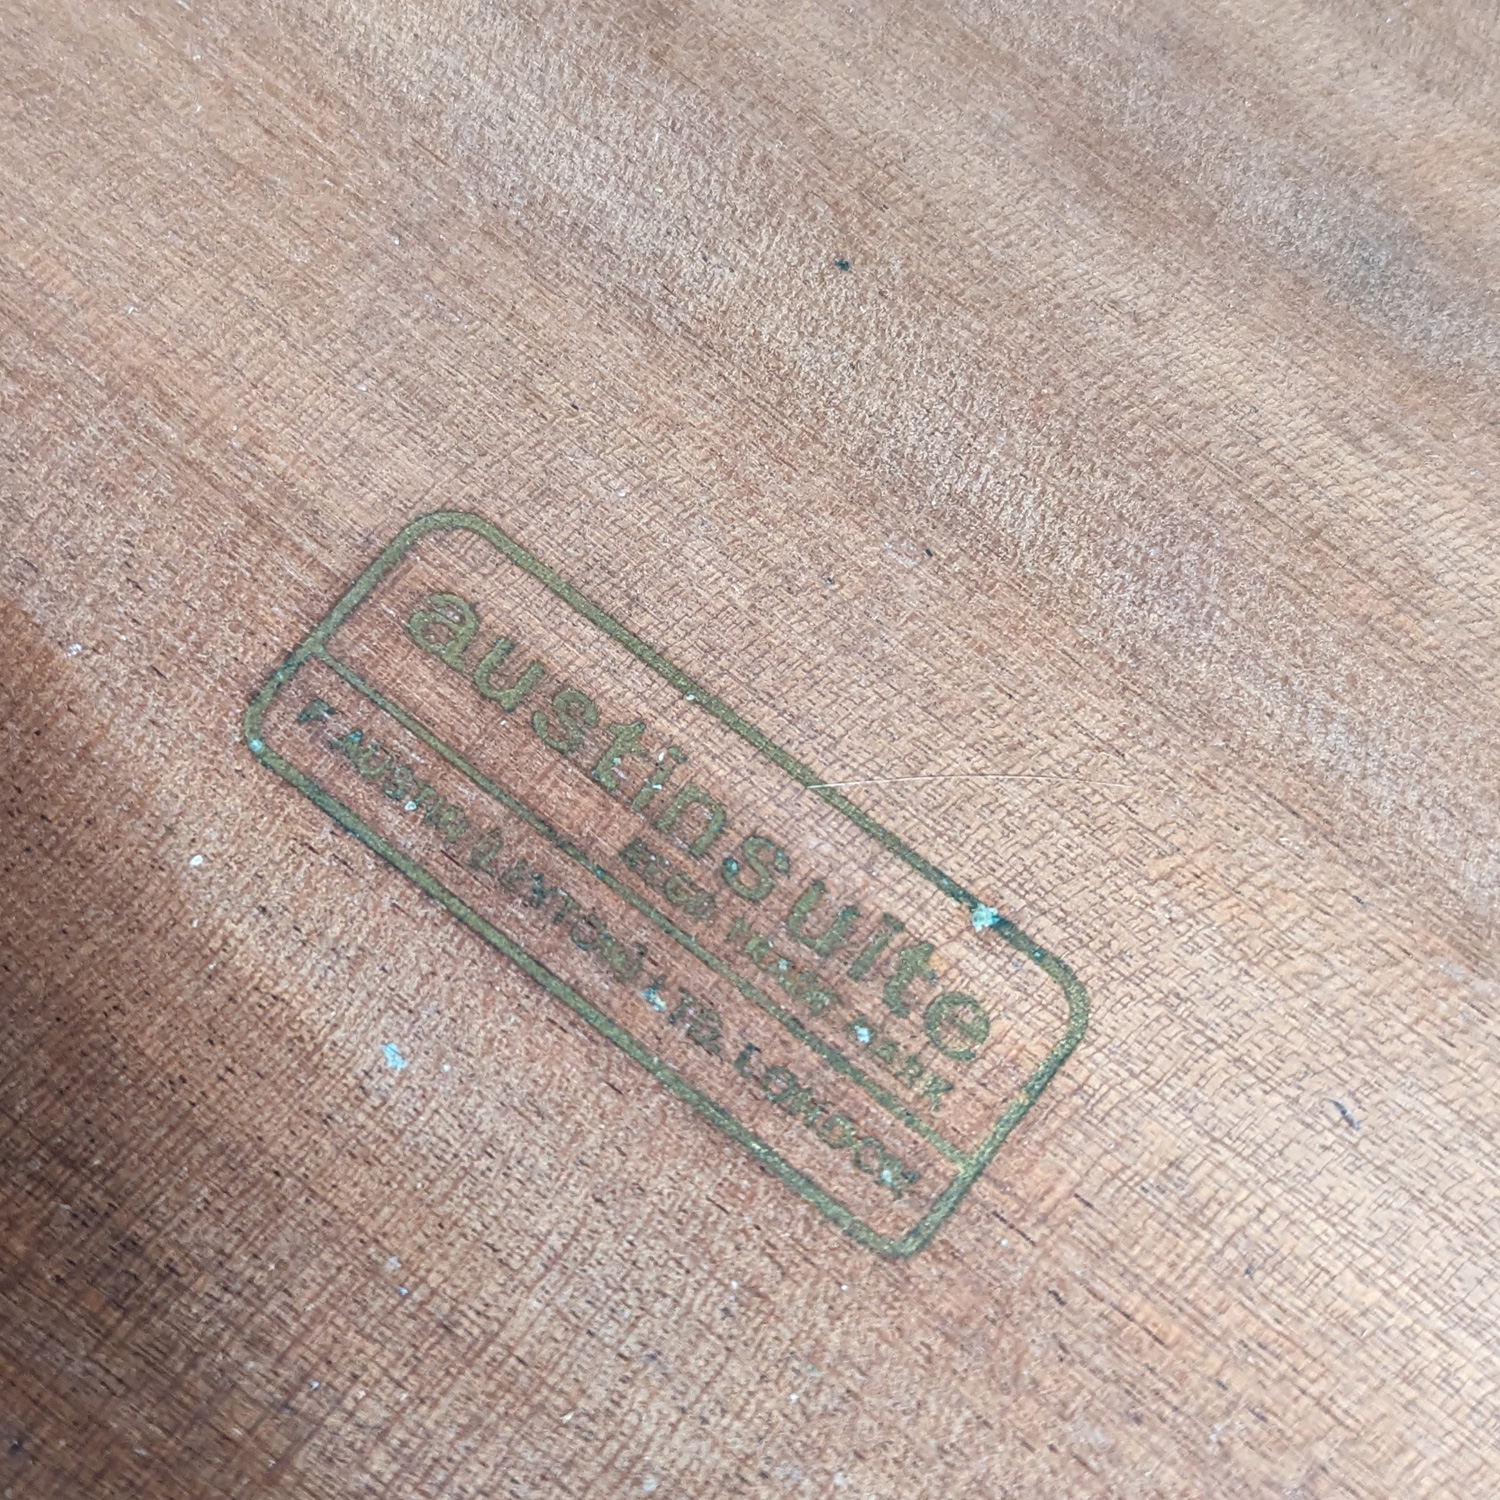 austinsuite
REGD TRADE MARK
F. AUSTIN (LEYTON) LTD. LONDON